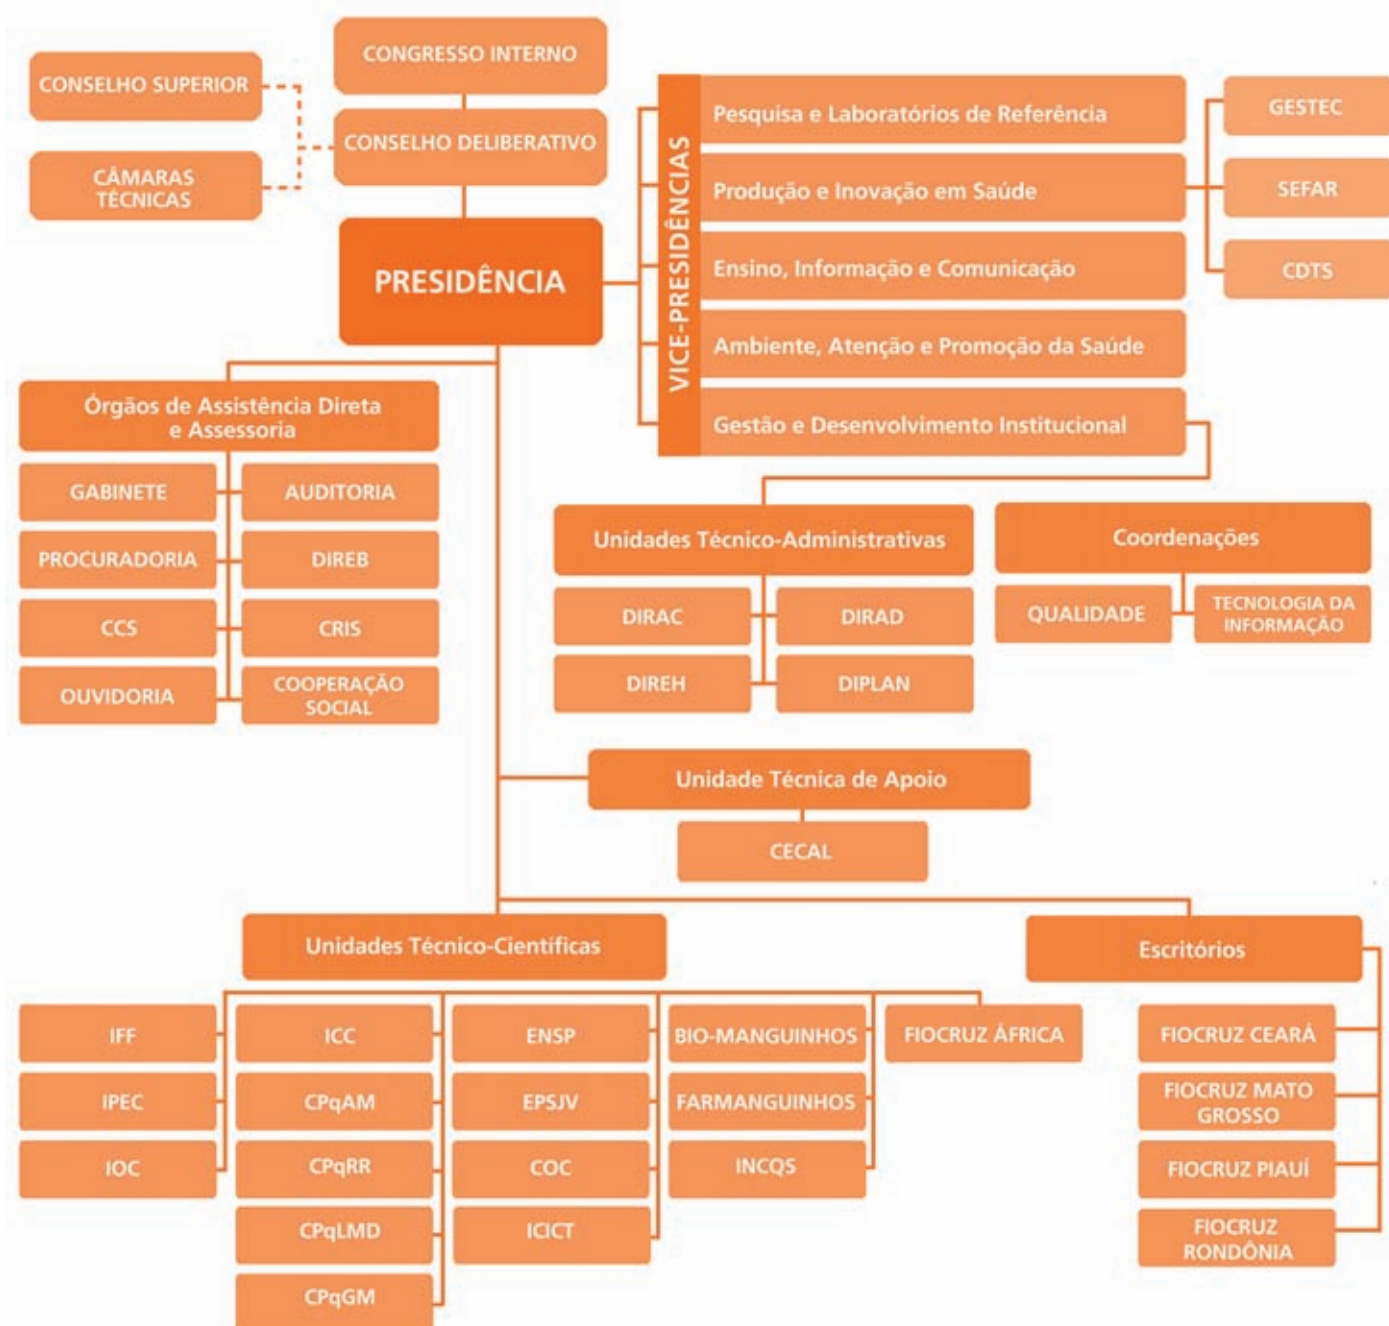 CONGRESSO INTERNO
CONSELHO SUPERIOR
CONSELHO DELIBERATIVO
CÂMARAS
TÉCNICAS
PRESIDÊNCIA
VICE-PRESIDÊNCIAS
Pesquisa e Laboratórios de Referência
Produção e Inovação em Saúde
Ensino, Informação e Comunicação
Ambiente, Atenção e Promoção da Saúde
Gestão e Desenvolvimento Institucional
GESTEC
SEFAR
CDTS
Órgãos de Assistência Direta
e Assessoria
GABINETE
AUDITORIA
PROCURADORIA
DIREB
CCS
CRIS
OUVIDORIA
COOPERAÇÃO
SOCIAL
Unidades Técnico-Administrativas
DIRAC
DIRAD
DIREH
DIPLAN
Coordenações
QUALIDADE
TECNOLOGIA DA
INFORMAÇÃO
Unidade Técnica de Apoio
CECAL
Unidades Técnico-Científicas
IFF
IPEC
IOC
ICC
CPqAM
CPqRR
CPqLMD
CPqGM
ENSP
EPSJV
COC
ICICT
BIO-MANGUINHOS
FARMANGUINHOS
INCQS
FIOCRUZ ÁFRICA
Escritórios
FIOCRUZ CEARÁ
FIOCRUZ MATO
GROSSO
FIOCRUZ PIAUÍ
FIOCRUZ
RONDÔNIA